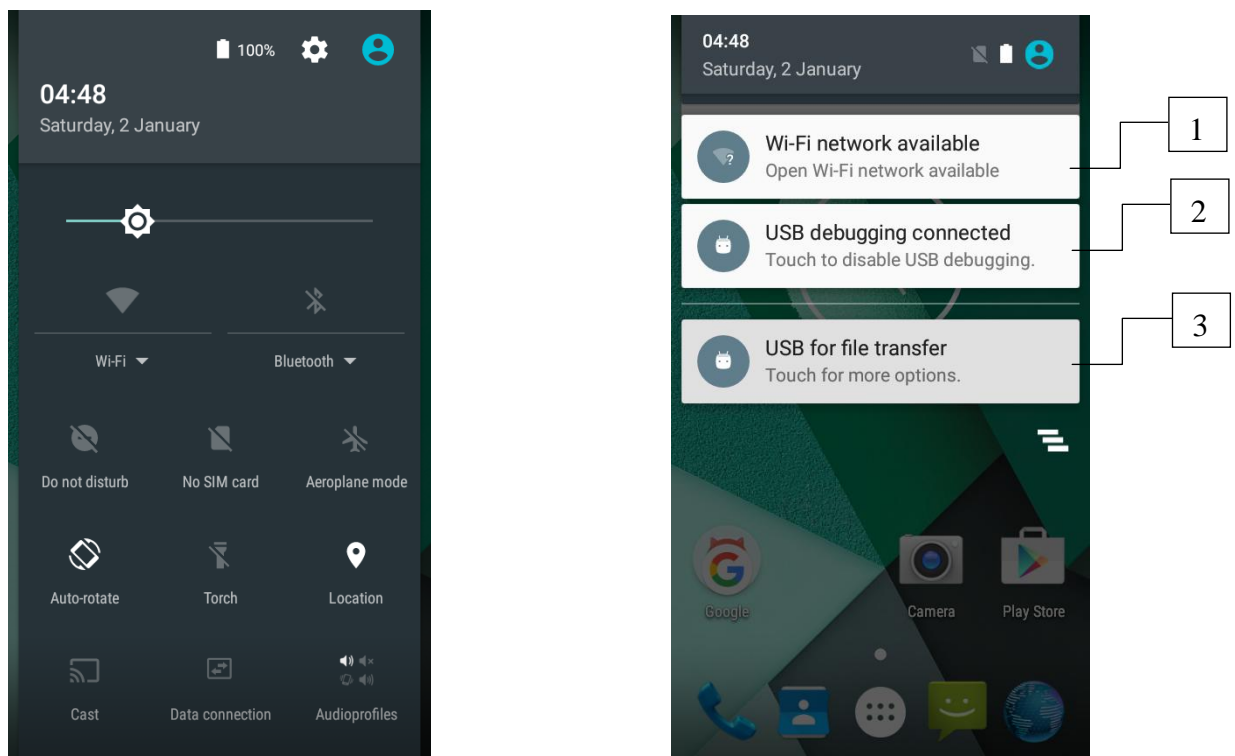 100%
04:48
Saturday, 2 January
Wi-Fi
Bluetooth
Do not disturb
No SIM card
Aeroplane mode
Auto-rotate
Torch
Location
Cast
Data connection
Audioprofiles
04:48
Saturday, 2 January
Wi-Fi network available
Open Wi-Fi network available
1
USB debugging connected
Touch to disable USB debugging.
2
USB for file transfer
Touch for more options.
3
Google
Camera
Play Store